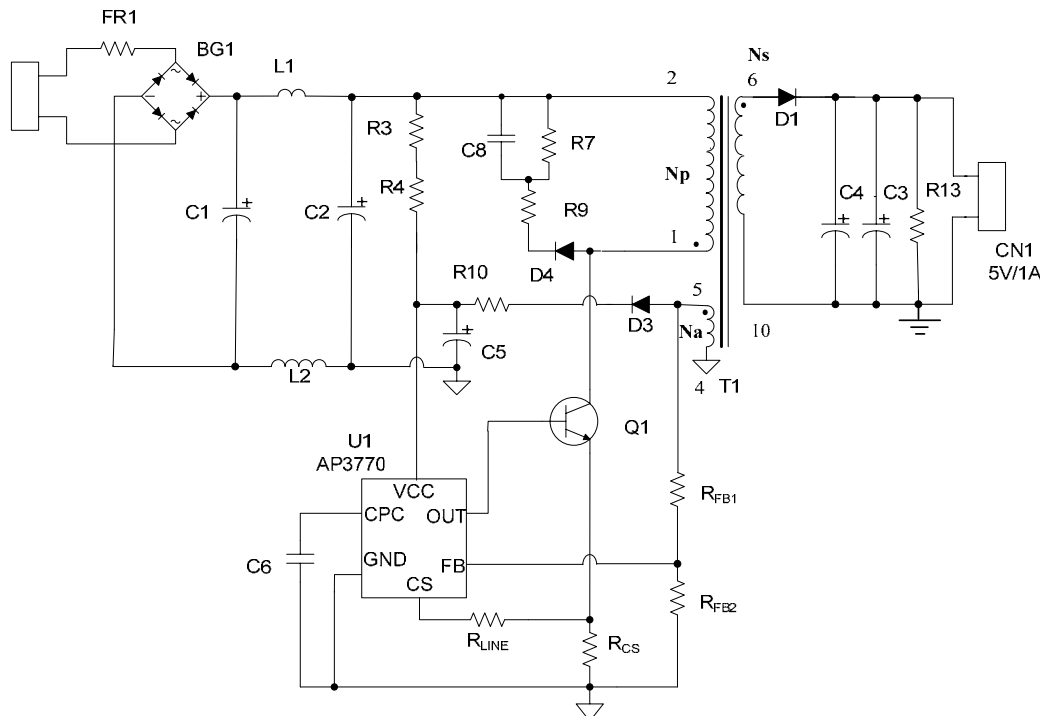 FR1
BG1
L1
2
Ns
6
D1
R3
C8
R7
R4
Np
R9
C1
C2
C4
C3
R13
1
D4
CN1
5V/1A
R10
5
D3
Na
C5
10
L2
4
T1
Q1
U1
AP3770
VCC
CPC
OUT
RFB1
GND
FB
C6
CS
RFB2
RLINE
RCS